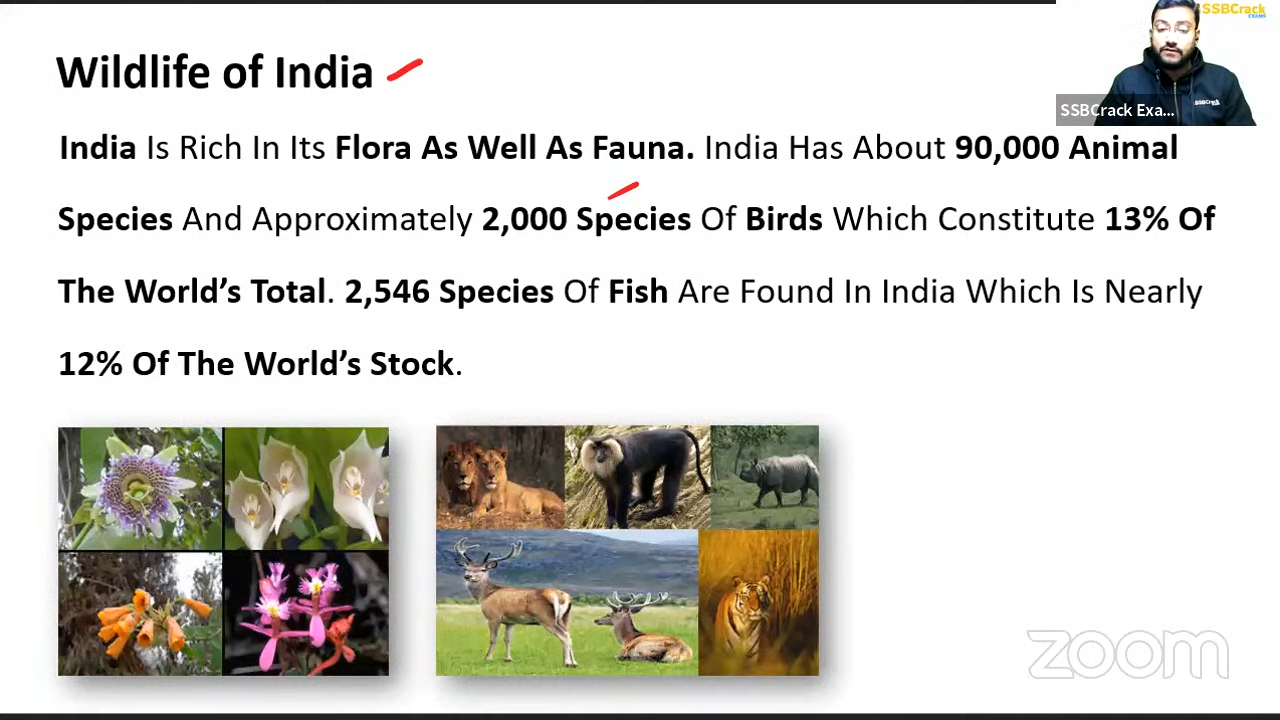 SSBCrack
EXAMS
Wildlife of India
SSBCrack Exa...
India Is Rich In Its Flora As Well As Fauna. India Has About 90,000 Animal
Species And Approximately 2,000 Species Of Birds Which Constitute 13% Of
The World’s Total. 2,546 Species Of Fish Are Found In India Which Is Nearly
12% Of The World’s Stock.
zoom